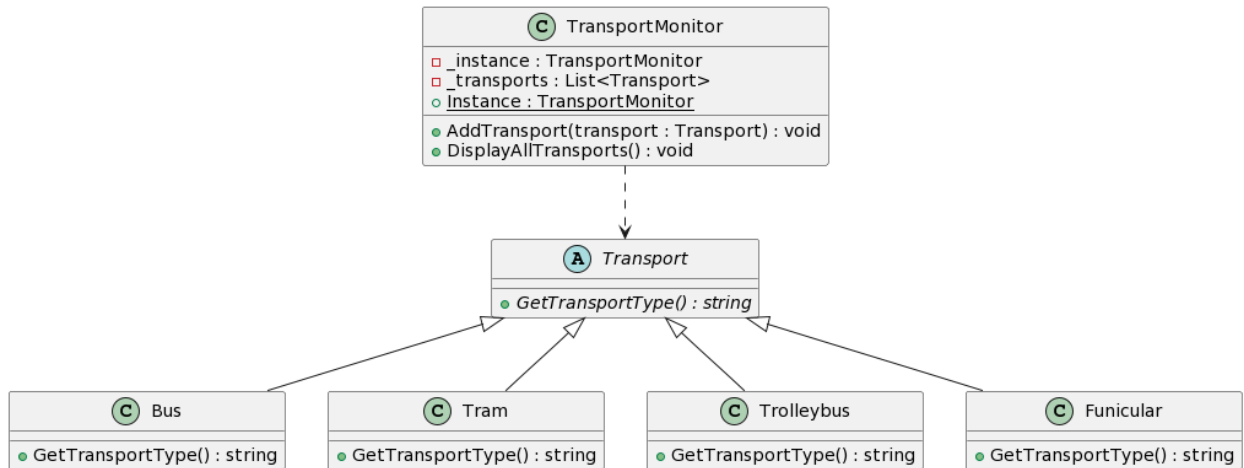 C TransportMonitor
_instance : TransportMonitor
_transports : List<Transport>
Instance : TransportMonitor
AddTransport(transport : Transport) : void
DisplayAllTransports() : void
A Transport
GetTransportType() : string
C Bus
C Tram
C Trolleybus
C Funicular
GetTransportType() : string
GetTransportType() : string
GetTransportType() : string
GetTransportType() : string